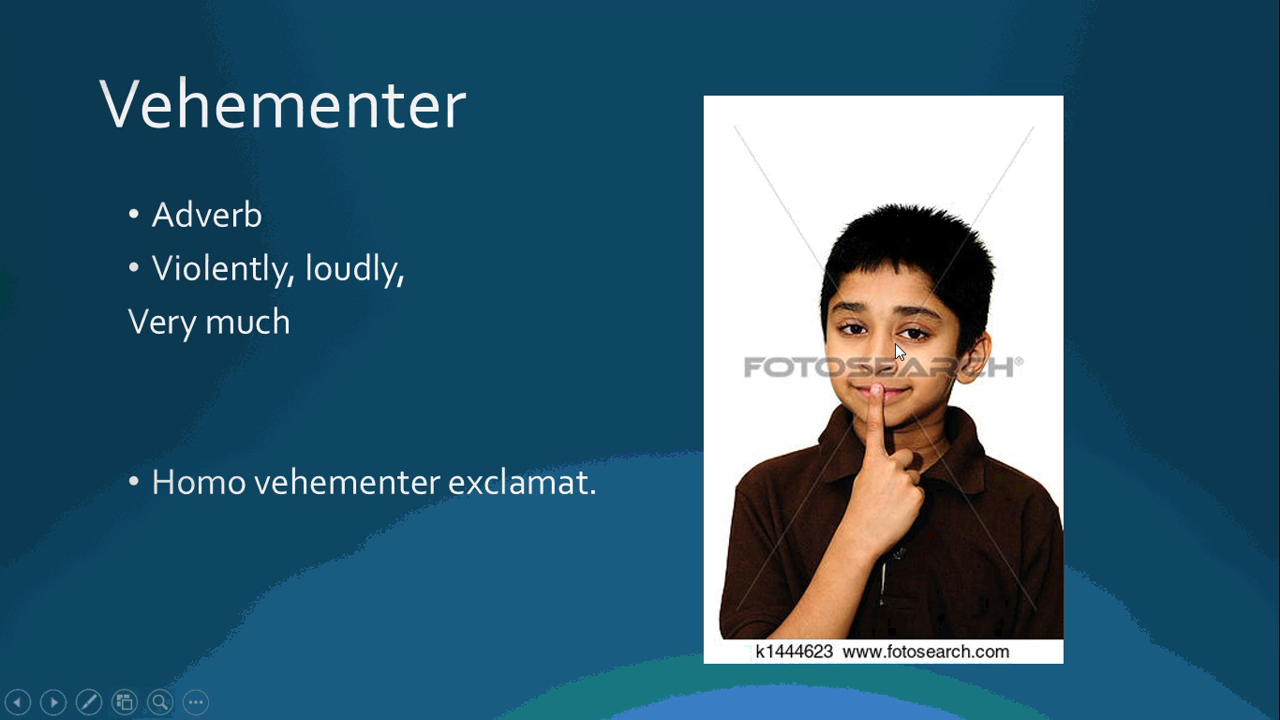 Vehementer
• Adverb
• Violently, loudly,
Very much
• Homo vehementer exclamat.
FOTOSEARCH®
k1444623 www.fotosearch.com